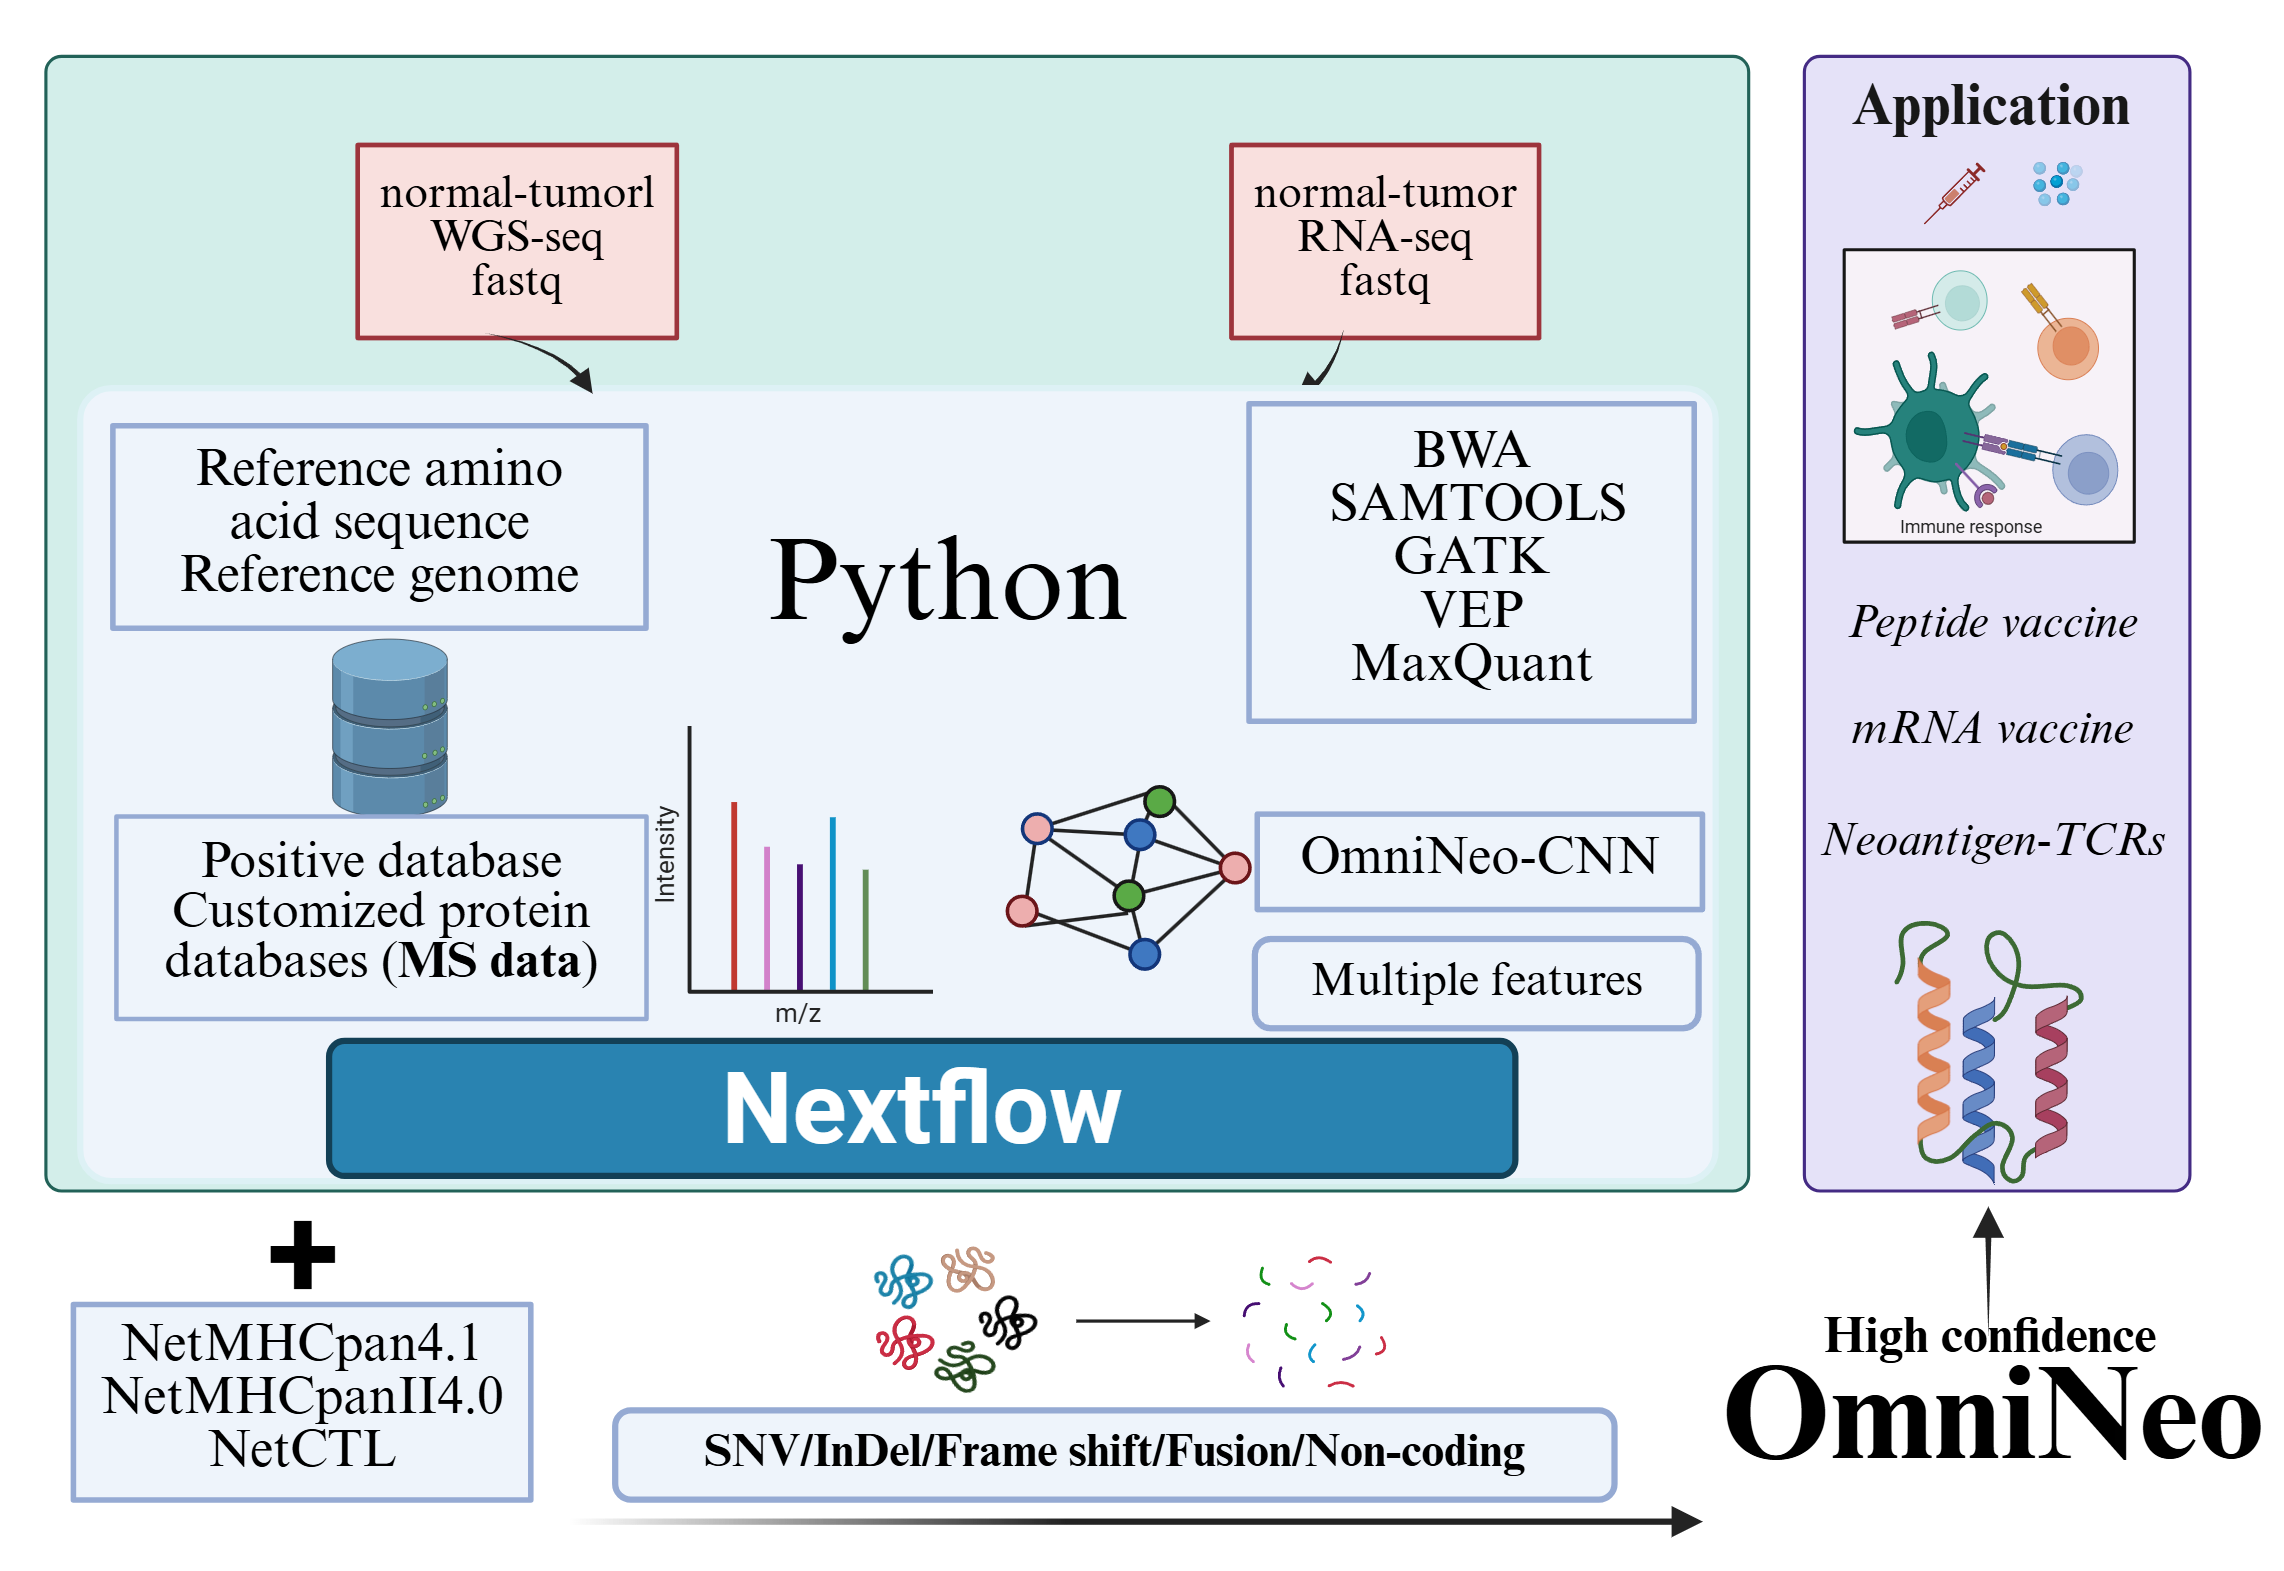 normal-tumorl
WGS-seq
fastq
normal-tumor
RNA-seq
fastq
Reference amino
acid sequence
Reference genome
Python
BWA
SAMTOOLS
GATK
VEP
MaxQuant
Positive database
Customized protein
databases (MS data)
Intensity
m/z
OmniNeo-CNN
Multiple features
Nextflow
NetMHCpan4.1
NetMHCpanII4.0
NetCTL
SNV/InDel/Frame shift/Fusion/Non-coding
High confidence
OmniNeo
Application
Immune response
Peptide vaccine
mRNA vaccine
Neoantigen-TCRs